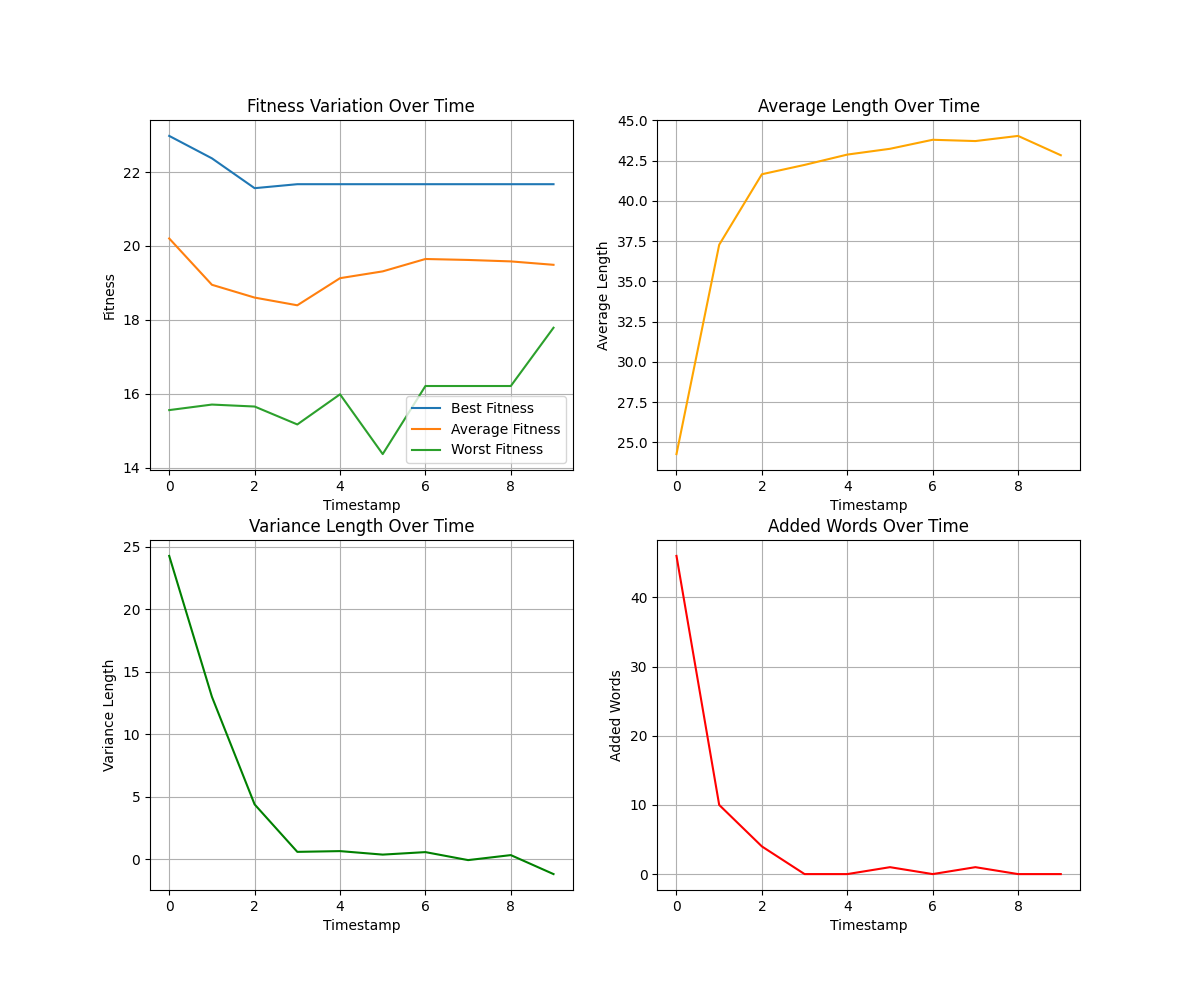 Fitness Variation Over Time
Fitness
22
20
18
16
14
Best Fitness
Average Fitness
Worst Fitness
0 2 4 6 8
Timestamp
Average Length Over Time
Average Length
45.0
42.5
40.0
37.5
35.0
32.5
30.0
27.5
25.0
0 2 4 6 8
Timestamp
Variance Length Over Time
Variance Length
25
20
15
10
5
0
0 2 4 6 8
Timestamp
Added Words Over Time
Added Words
40
30
20
10
0
0 2 4 6 8
Timestamp